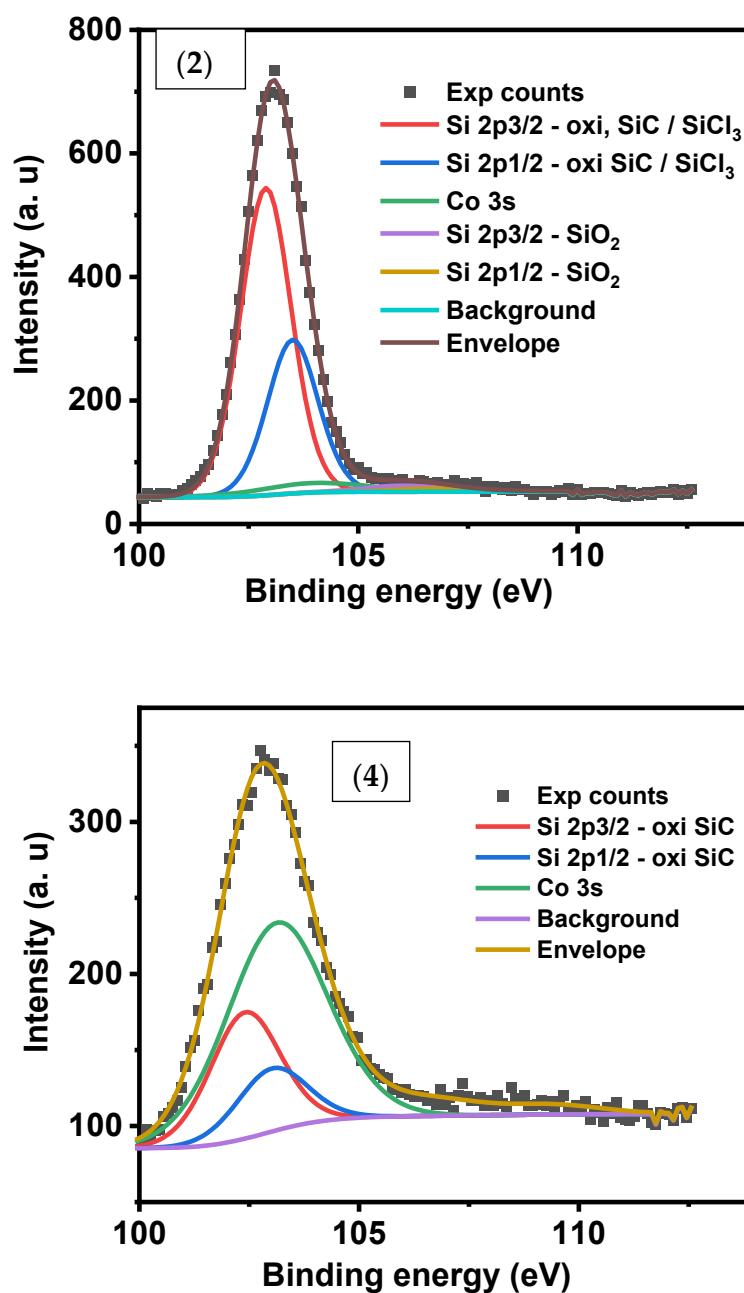 800
(2)
Exp counts
Si 2p3/2 - oxi, SiC / SiCl₃
Si 2p1/2 - oxi SiC / SiCl₃
Co 3s
Si 2p3/2 - SiO₂
Si 2p1/2 - SiO₂
Background
Envelope
600
400
200
0
Intensity (a. u)
100
105
110
Binding energy (eV)
(4)
Exp counts
Si 2p3/2 - oxi SiC
Si 2p1/2 - oxi SiC
Co 3s
Background
Envelope
300
200
100
Intensity (a. u)
100
105
110
Binding energy (eV)